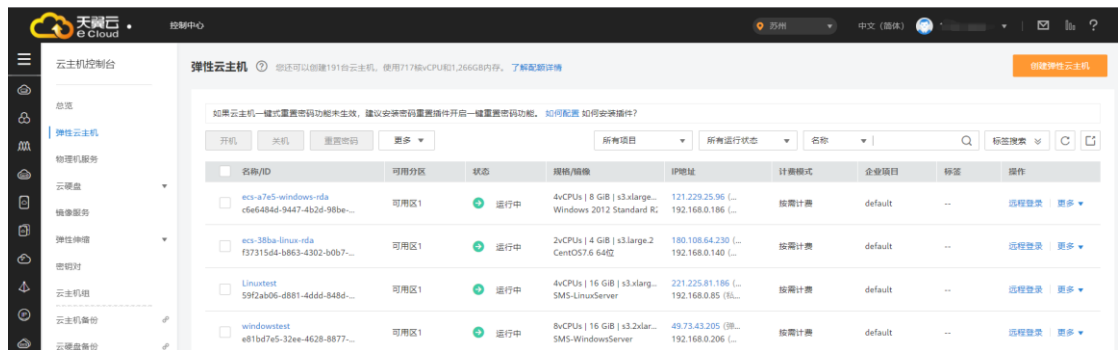 天翼云
e Cloud
控制中心
苏州
中文（简体）
云主机控制台
总览
弹性云主机
物理机服务
云硬盘
镜像服务
弹性伸缩
密钥对
云主机组
云主机备份
云硬盘备份
弹性云主机 您还可以创建191台云主机，使用717核vCPU和1,266GB内存。 了解配额详情
创建弹性云主机
如果云主机一键式重置密码功能未生效，建议安装密码重置插件开启一键重置密码功能。 如何配置 如何安装插件？
开机 关机 重置密码 更多 所有项目 所有运行状态 名称 标签搜索
名称/ID 可用分区 状态 规格/镜像 IP地址 计费模式 企业项目 标签 操作
ecs-a7e5-windows-rda 可用区1 运行中 4vCPUs | 8 GiB | s3.xlarge... 121.229.25.96 (... 按需计费 default -- 远程登录 更多
c6e6484d-9447-4b2d-98be-... Windows 2012 Standard R2 192.168.0.186 (...
ecs-38ba-linux-rda 可用区1 运行中 2vCPUs | 4 GiB | s3.large.2 180.108.64.230 (... 按需计费 default -- 远程登录 更多
f37315d4-b863-4302-b0b7-... CentOS7.6 64位 192.168.0.140 (...
Linuxtest 可用区1 运行中 4vCPUs | 16 GiB | s3.xlarg... 221.225.81.186 (... 按需计费 default -- 远程登录 更多
59f2ab06-d881-4ddd-848d-... SMS-LinuxServer 192.168.0.85 (私...
windowstest 可用区1 运行中 8vCPUs | 16 GiB | s3.2xlar... 49.73.43.205 (弹... 按需计费 default -- 远程登录 更多
e81bd7e5-32ee-4628-8877-... SMS-WindowsServer 192.168.0.206 (...